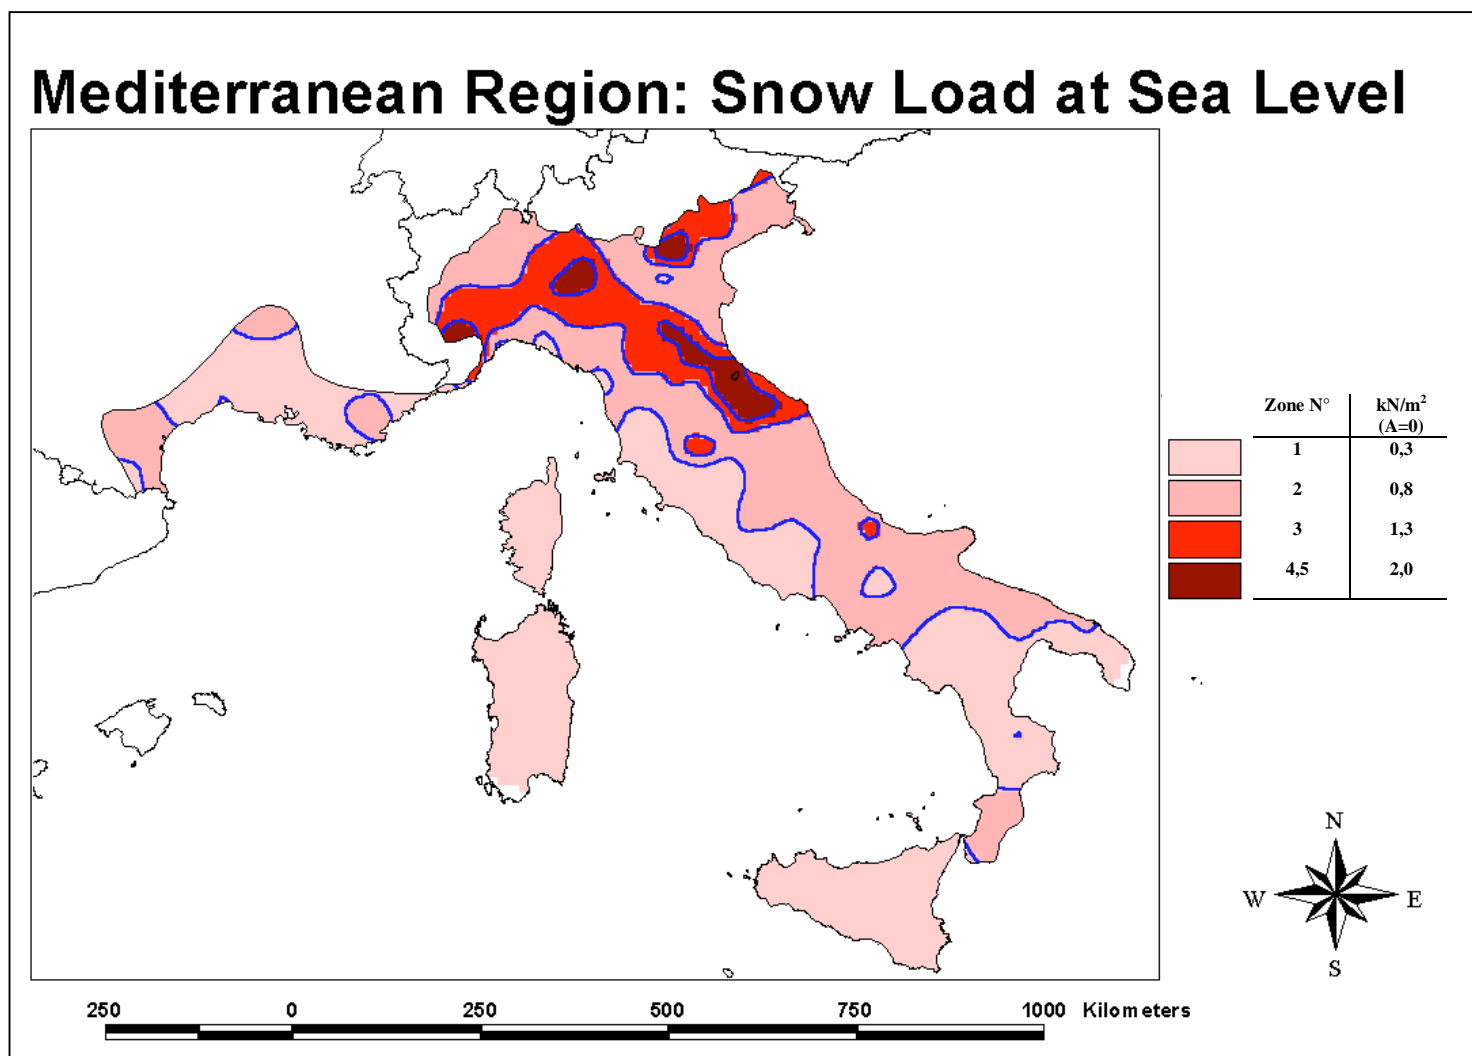 Mediterranean Region: Snow Load at Sea Level
Zone N° kN/m²
(A=0)
1 0,3
2 0,8
3 1,3
4,5 2,0
N
W E
S
250 0 250 500 750 1000 Kilometers